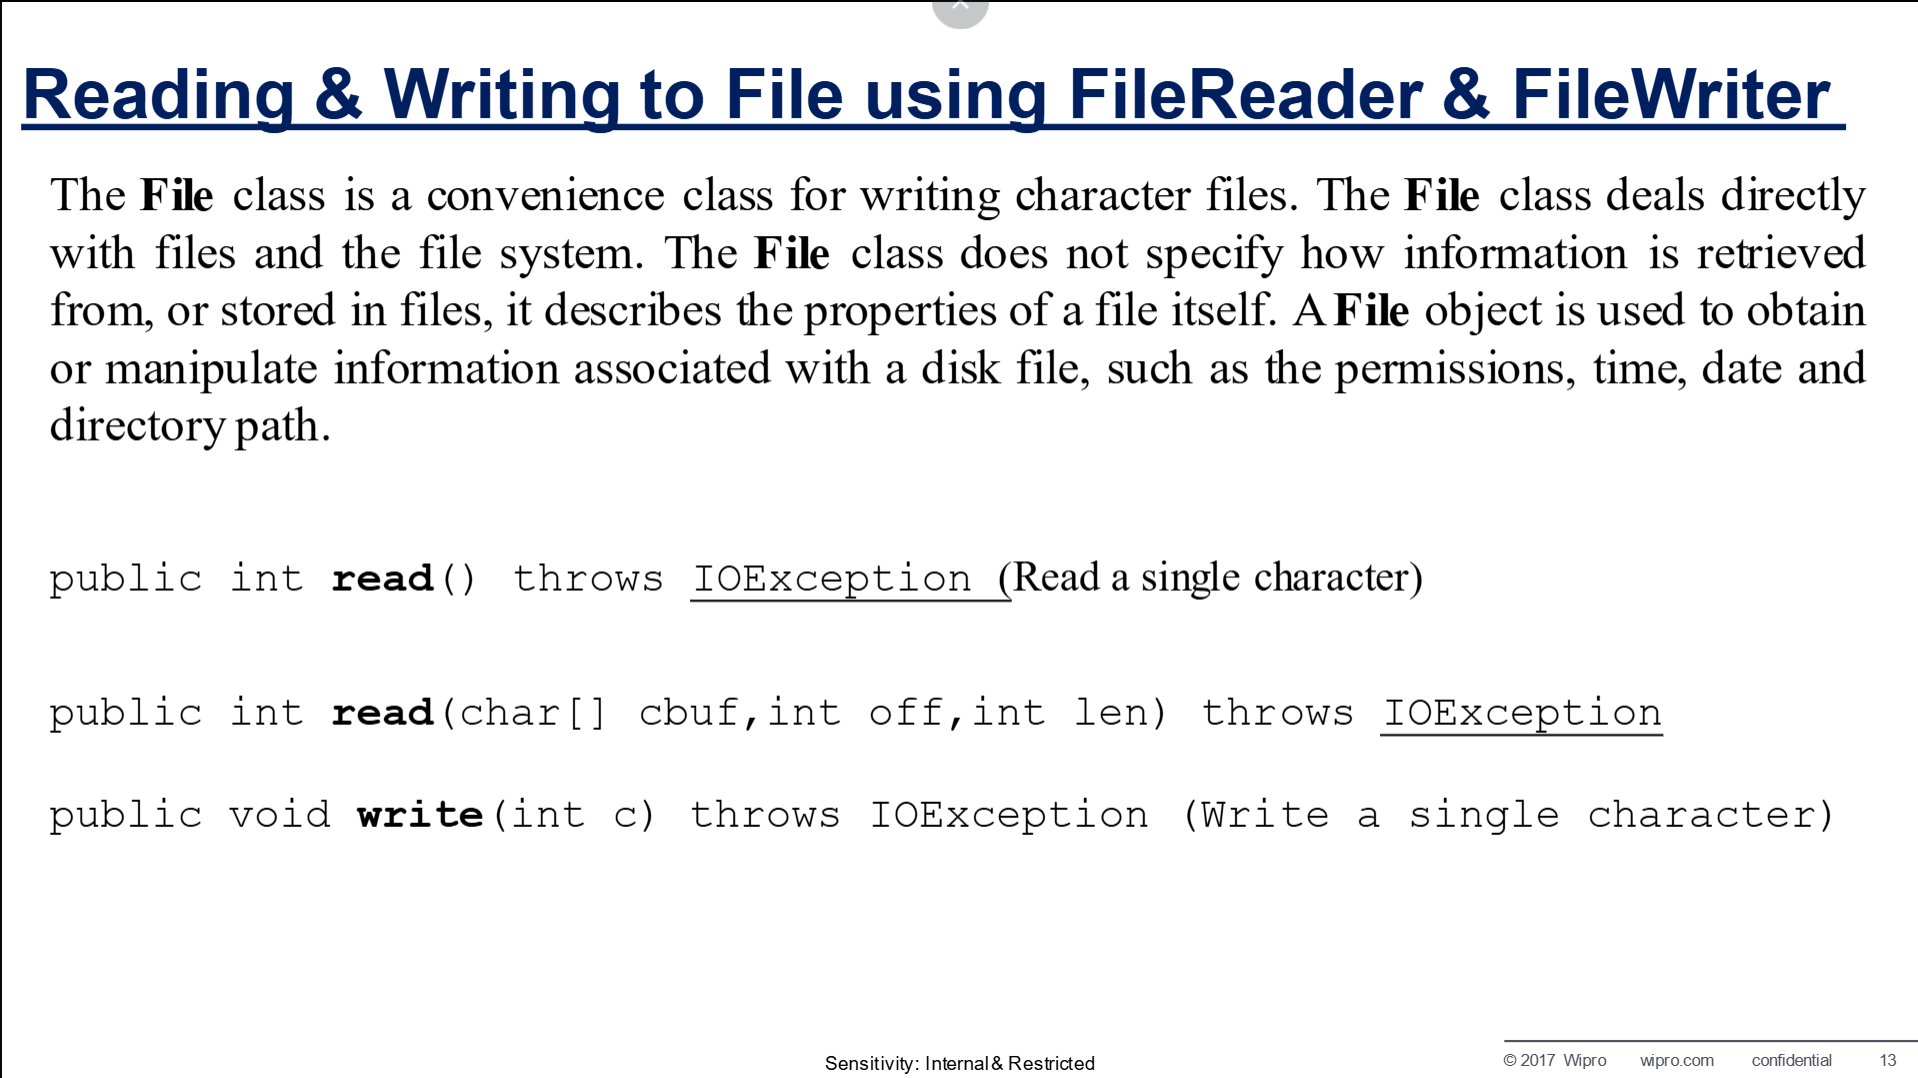 Reading & Writing to File using FileReader & FileWriter
The File class is a convenience class for writing character files. The File class deals directly
with files and the file system. The File class does not specify how information is retrieved
from, or stored in files, it describes the properties of a file itself. A File object is used to obtain
or manipulate information associated with a disk file, such as the permissions, time, date and
directory path.
public int read() throws IOException (Read a single character)
public int read(char[] cbuf,int off,int len) throws IOException
public void write(int c) throws IOException (Write a single character)
Sensitivity: Internal & Restricted
© 2017 Wipro wipro.com confidential 13